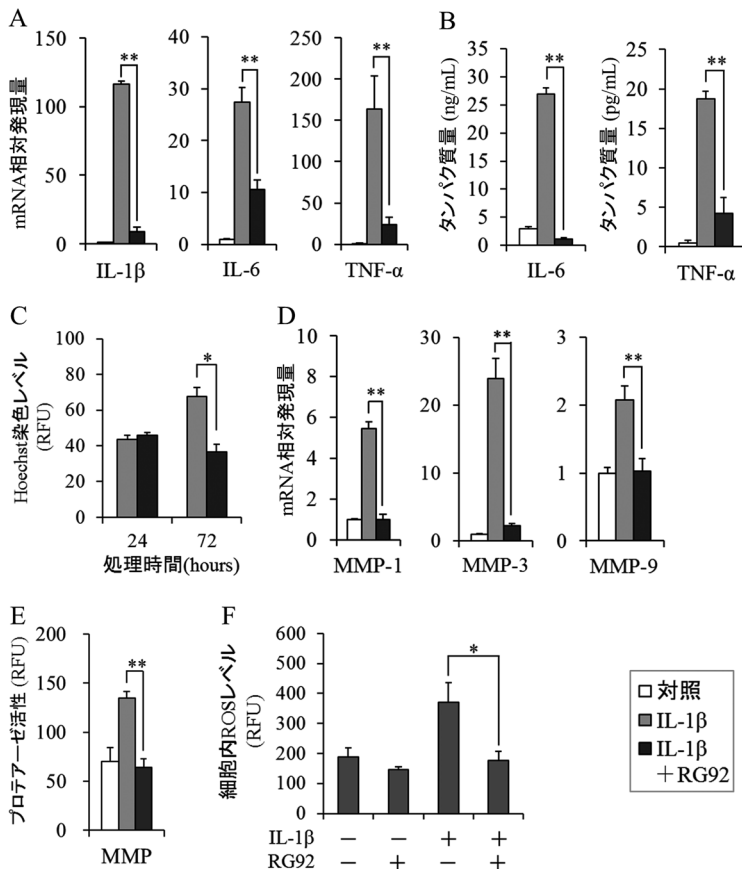 A
mRNA相対発現量
150
100
50
0
**
IL-1β
40
30
20
10
0
**
IL-6
250
200
150
100
50
0
**
TNF-α
B
タンパク質量 (ng/mL)
35
30
25
20
15
10
5
0
**
IL-6
タンパク質量 (pg/mL)
25
20
15
10
5
0
**
TNF-α
C
Hoechst染色レベル
(RFU)
100
80
60
40
20
0
*
24 72
処理時間(hours)
D
mRNA相対発現量
10
8
6
4
2
0
**
MMP-1
30
20
10
0
**
MMP-3
3
2
1
0
**
MMP-9
E
プロテアーゼ活性 (RFU)
200
150
100
50
0
**
MMP
F
細胞内ROSレベル
(RFU)
600
500
400
300
200
100
0
*
IL-1β － － ＋ ＋
RG92 － ＋ － ＋
対照
IL-1β
IL-1β
＋RG92